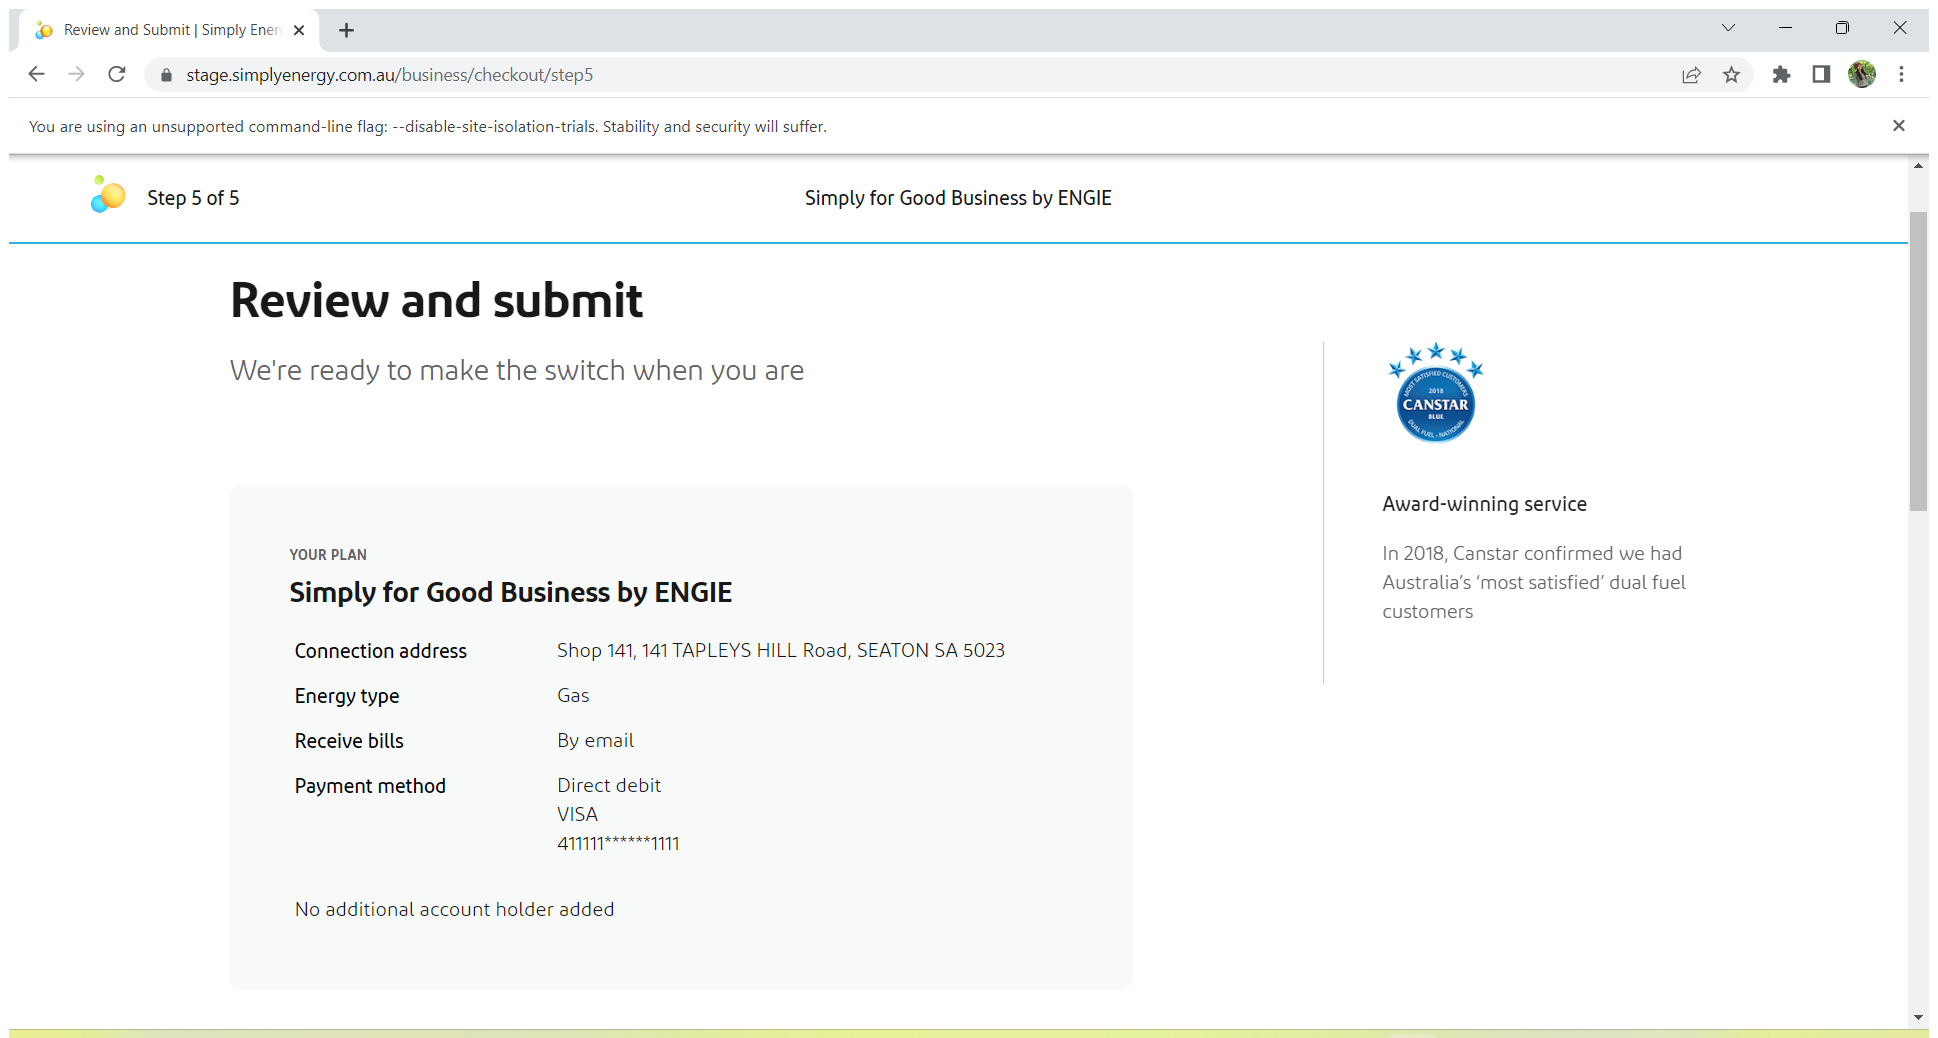 Review and Submit | Simply Ener
stage.simplyenergy.com.au/business/checkout/step5
You are using an unsupported command-line flag: --disable-site-isolation-trials. Stability and security will suffer.
Step 5 of 5
Simply for Good Business by ENGIE
Review and submit
We're ready to make the switch when you are
MOST SATISFIED CUSTOMERS
2018
CANSTAR
BLUE
DUAL FUEL - NATIONAL
Award-winning service
In 2018, Canstar confirmed we had
Australia’s ‘most satisfied’ dual fuel
customers
YOUR PLAN
Simply for Good Business by ENGIE
Connection address Shop 141, 141 TAPLEYS HILL Road, SEATON SA 5023
Energy type Gas
Receive bills By email
Payment method Direct debit
VISA
411111******1111
No additional account holder added